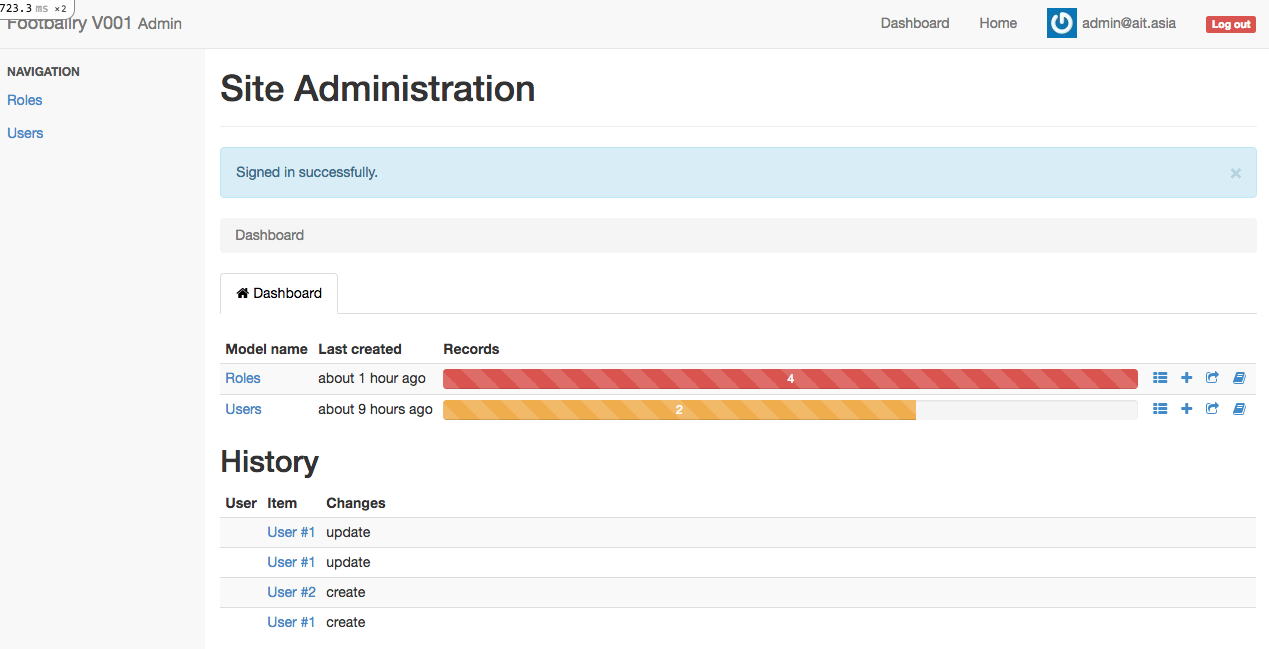 723.3 ms ×2
Footballry V001 Admin
Dashboard Home admin@ait.asia Log out
NAVIGATION
Roles
Users
Site Administration
Signed in successfully. ×
Dashboard
Dashboard
Model name Last created Records
Roles about 1 hour ago 4
Users about 9 hours ago 2
History
User Item Changes
User #1 update
User #1 update
User #2 create
User #1 create